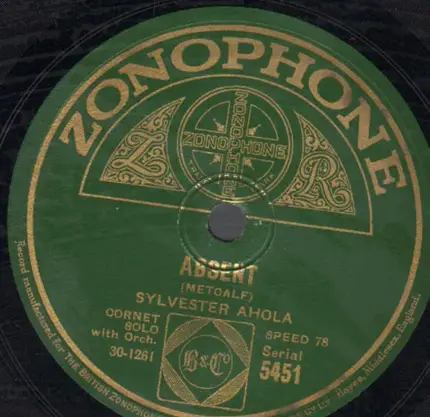 ZONOPHONE
ZONOPHONE
ZONOPHONE
ABSENT
(METCALF)
SYLVESTER AHOLA
CORNET
SOLO
with Orch.
30-1261
SPEED 78
Serial
5451
B&C
Record manufactured for THE BRITISH ZONOPHONE
Hayes, Middlesex, England.